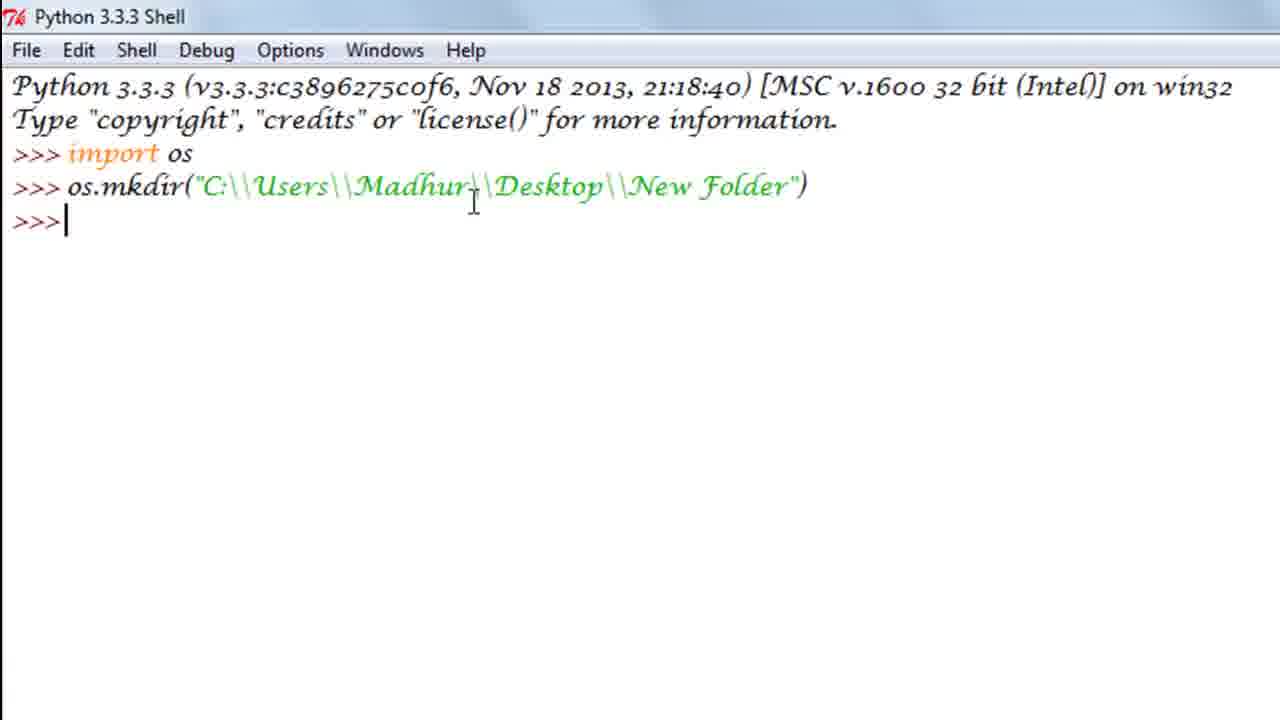 Python 3.3.3 Shell
File Edit Shell Debug Options Windows Help
Python 3.3.3 (v3.3.3:c3896275c0f6, Nov 18 2013, 21:18:40) [MSC v.1600 32 bit (Intel)] on win32
Type "copyright", "credits" or "license()" for more information.
>>> import os
>>> os.mkdir("C:\\Users\\Madhur\\Desktop\\New Folder")
>>>